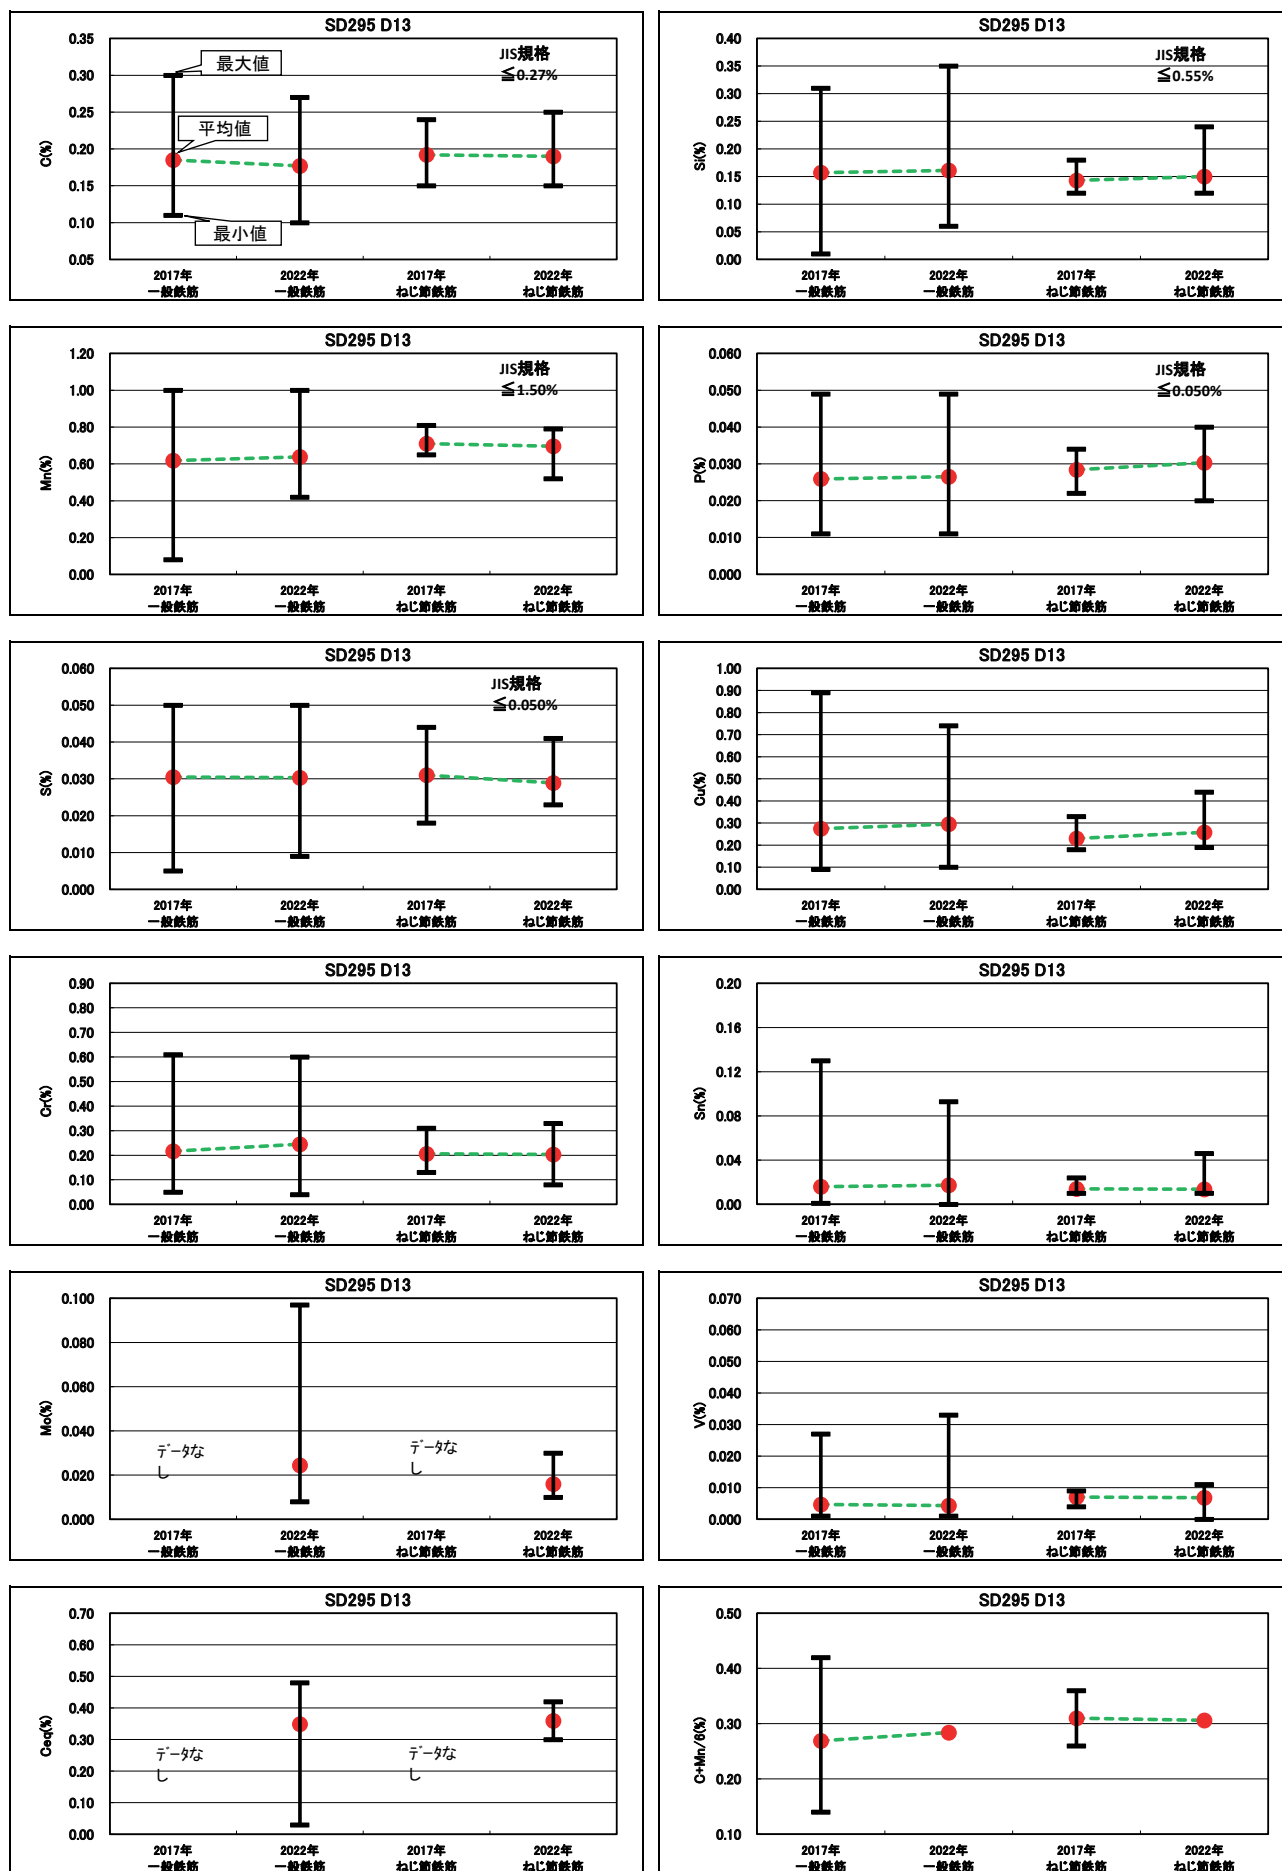 SD295 D13
JIS規格
≦0.27%
最大値
平均値
最小値
C(%)
0.35
0.30
0.25
0.20
0.15
0.10
0.05
2017年
一般鉄筋
2022年
一般鉄筋
2017年
ねじ節鉄筋
2022年
ねじ節鉄筋
SD295 D13
JIS規格
≦0.55%
Si(%)
0.40
0.35
0.30
0.25
0.20
0.15
0.10
0.05
0.00
2017年
一般鉄筋
2022年
一般鉄筋
2017年
ねじ節鉄筋
2022年
ねじ節鉄筋
SD295 D13
JIS規格
≦1.50%
Mn(%)
1.20
1.00
0.80
0.60
0.40
0.20
0.00
2017年
一般鉄筋
2022年
一般鉄筋
2017年
ねじ節鉄筋
2022年
ねじ節鉄筋
SD295 D13
JIS規格
≦0.050%
P(%)
0.060
0.050
0.040
0.030
0.020
0.010
0.000
2017年
一般鉄筋
2022年
一般鉄筋
2017年
ねじ節鉄筋
2022年
ねじ節鉄筋
SD295 D13
JIS規格
≦0.050%
S(%)
0.060
0.050
0.040
0.030
0.020
0.010
0.000
2017年
一般鉄筋
2022年
一般鉄筋
2017年
ねじ節鉄筋
2022年
ねじ節鉄筋
SD295 D13
Cu(%)
1.00
0.90
0.80
0.70
0.60
0.50
0.40
0.30
0.20
0.10
0.00
2017年
一般鉄筋
2022年
一般鉄筋
2017年
ねじ節鉄筋
2022年
ねじ節鉄筋
SD295 D13
Cr(%)
0.90
0.80
0.70
0.60
0.50
0.40
0.30
0.20
0.10
0.00
2017年
一般鉄筋
2022年
一般鉄筋
2017年
ねじ節鉄筋
2022年
ねじ節鉄筋
SD295 D13
Sn(%)
0.20
0.16
0.12
0.08
0.04
0.00
2017年
一般鉄筋
2022年
一般鉄筋
2017年
ねじ節鉄筋
2022年
ねじ節鉄筋
SD295 D13
Mo(%)
0.100
0.080
0.060
0.040
0.020
0.000
データな
し
データな
し
2017年
一般鉄筋
2022年
一般鉄筋
2017年
ねじ節鉄筋
2022年
ねじ節鉄筋
SD295 D13
V(%)
0.070
0.060
0.050
0.040
0.030
0.020
0.010
0.000
2017年
一般鉄筋
2022年
一般鉄筋
2017年
ねじ節鉄筋
2022年
ねじ節鉄筋
SD295 D13
Ceq(%)
0.70
0.60
0.50
0.40
0.30
0.20
0.10
0.00
データな
し
データな
し
2017年
一般鉄筋
2022年
一般鉄筋
2017年
ねじ節鉄筋
2022年
ねじ節鉄筋
SD295 D13
C+Mn/6(%)
0.50
0.40
0.30
0.20
0.10
2017年
一般鉄筋
2022年
一般鉄筋
2017年
ねじ節鉄筋
2022年
ねじ節鉄筋